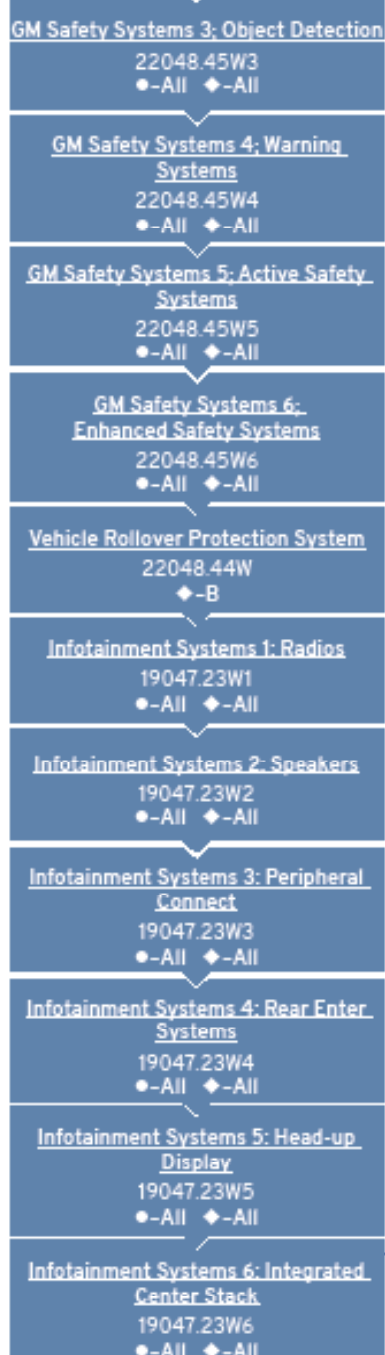 GM Safety Systems 3; Object Detection
22048.45W3
●-All ◆-All
GM Safety Systems 4; Warning
Systems
22048.45W4
●-All ◆-All
GM Safety Systems 5; Active Safety
Systems
22048.45W5
●-All ◆-All
GM Safety Systems 6;
Enhanced Safety Systems
22048.45W6
●-All ◆-All
Vehicle Rollover Protection System
22048.44W
◆-B
Infotainment Systems 1: Radios
19047.23W1
●-All ◆-All
Infotainment Systems 2: Speakers
19047.23W2
●-All ◆-All
Infotainment Systems 3: Peripheral
Connect
19047.23W3
●-All ◆-All
Infotainment Systems 4: Rear Enter
Systems
19047.23W4
●-All ◆-All
Infotainment Systems 5: Head-up
Display
19047.23W5
●-All ◆-All
Infotainment Systems 6: Integrated
Center Stack
19047.23W6
●-All ◆-All